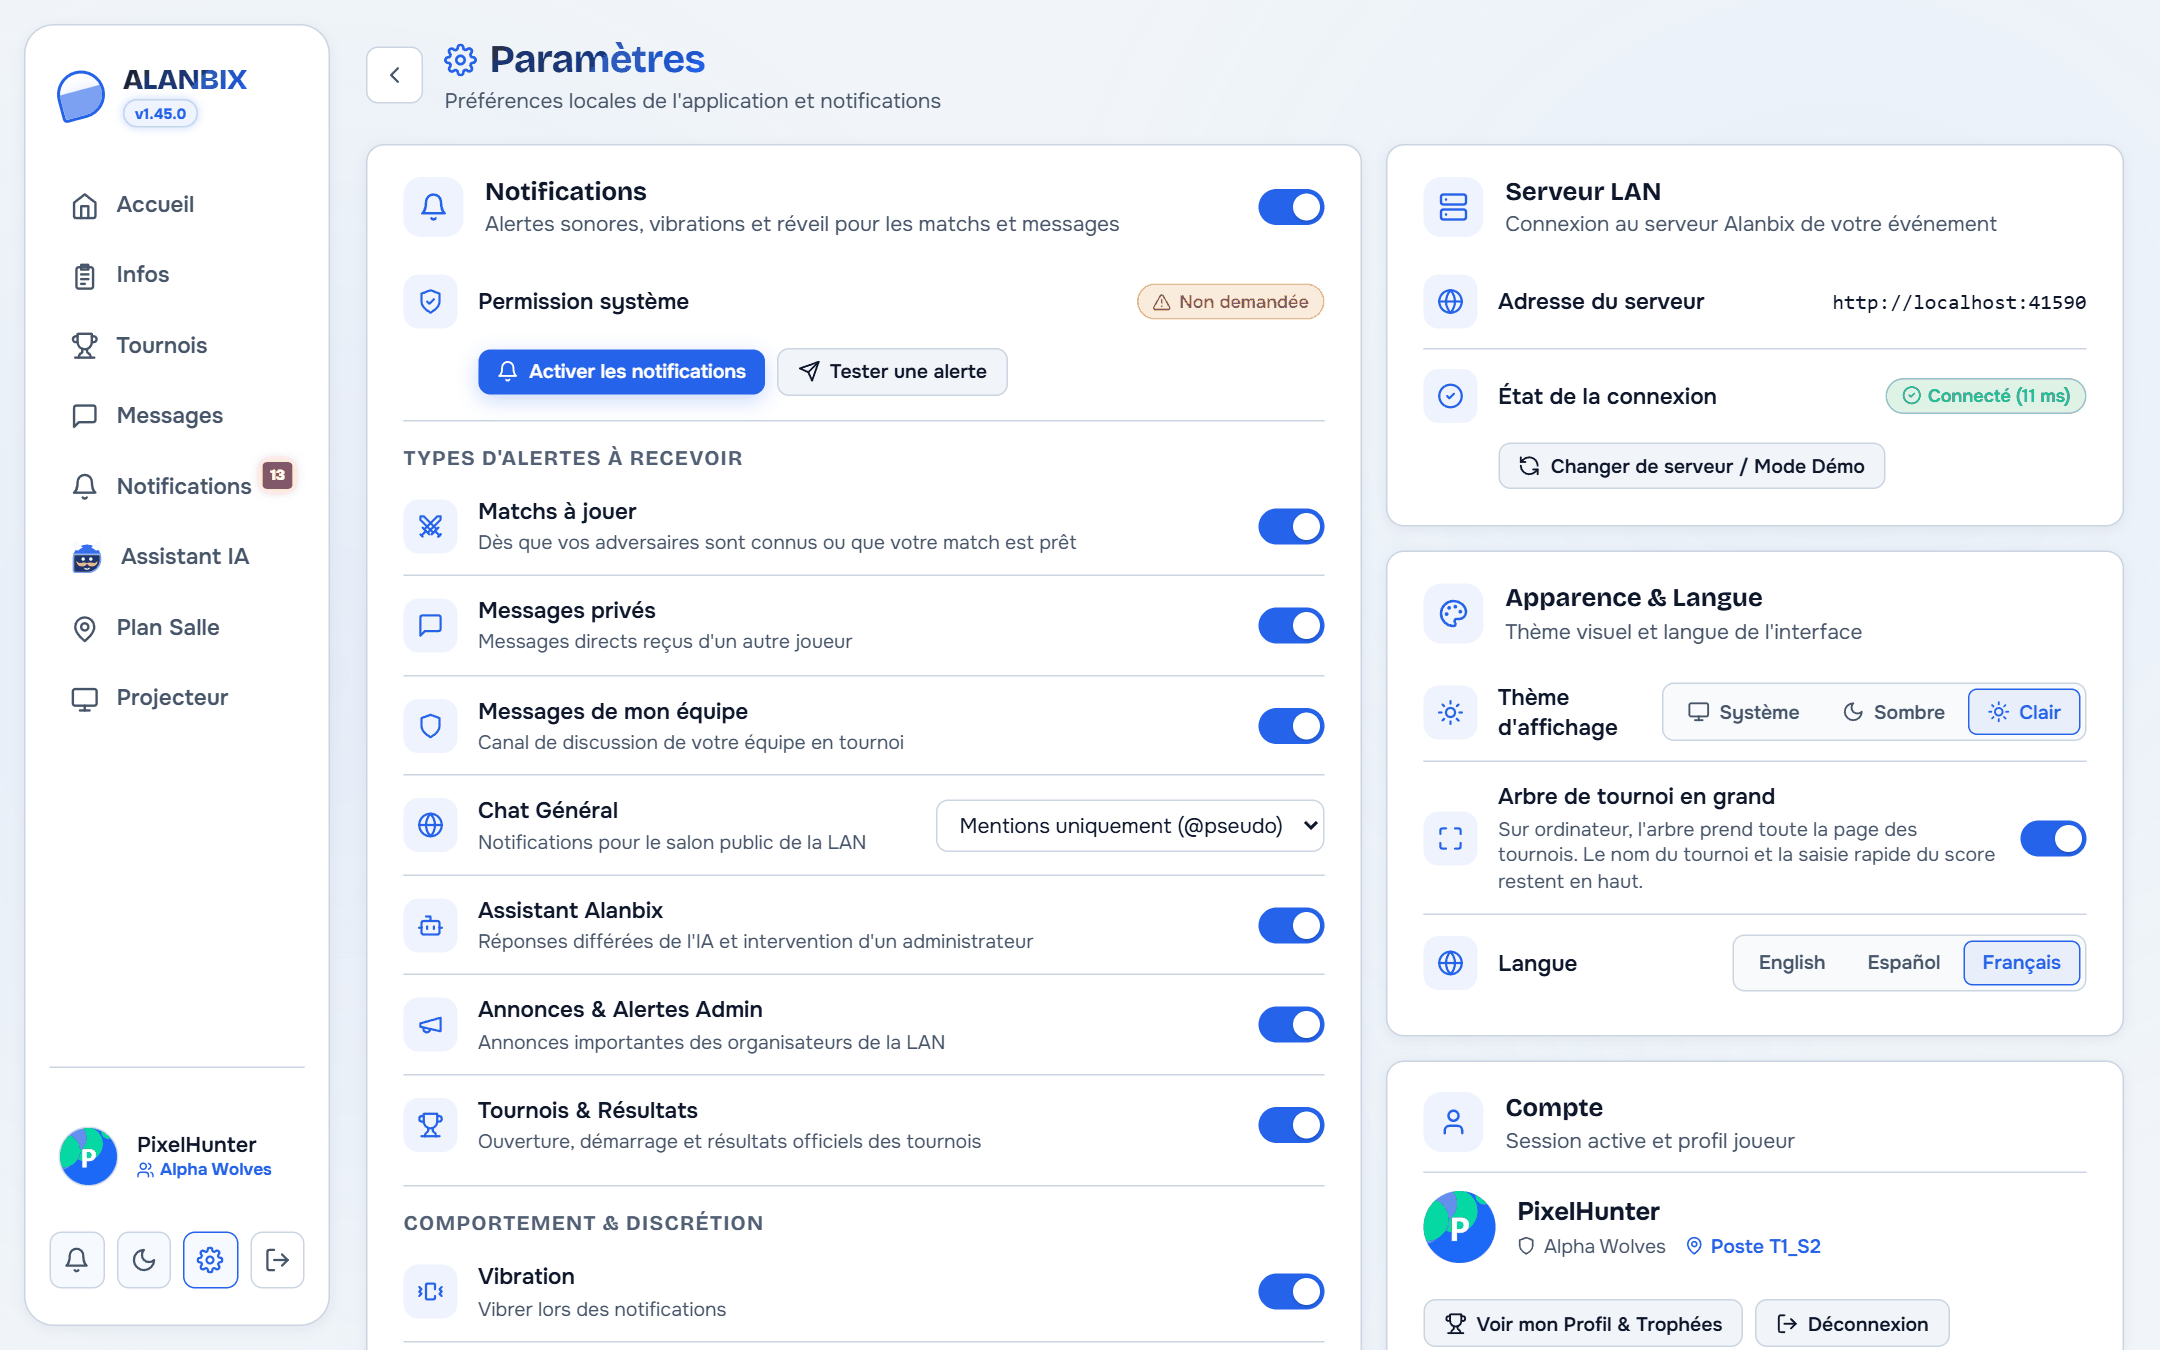 ALANBIX
v1.45.0
Accueil
Infos
Tournois
Messages
Notifications
13
Assistant IA
Plan Salle
Projecteur
P
PixelHunter
Alpha Wolves
Paramètres
Préférences locales de l'application et notifications
Notifications
Alertes sonores, vibrations et réveil pour les matchs et messages
Permission système
Non demandée
Activer les notifications
Tester une alerte
TYPES D'ALERTES À RECEVOIR
Matchs à jouer
Dès que vos adversaires sont connus ou que votre match est prêt
Messages privés
Messages directs reçus d'un autre joueur
Messages de mon équipe
Canal de discussion de votre équipe en tournoi
Chat Général
Notifications pour le salon public de la LAN
Mentions uniquement (@pseudo)
Assistant Alanbix
Réponses différées de l'IA et intervention d'un administrateur
Annonces & Alertes Admin
Annonces importantes des organisateurs de la LAN
Tournois & Résultats
Ouverture, démarrage et résultats officiels des tournois
COMPORTEMENT & DISCRÉTION
Vibration
Vibrer lors des notifications
Serveur LAN
Connexion au serveur Alanbix de votre événement
Adresse du serveur
http://localhost:41590
État de la connexion
Connecté (11 ms)
Changer de serveur / Mode Démo
Apparence & Langue
Thème visuel et langue de l'interface
Thème
d'affichage
Système
Sombre
Clair
Arbre de tournoi en grand
Sur ordinateur, l'arbre prend toute la page des
tournois. Le nom du tournoi et la saisie rapide du score
restent en haut.
Langue
English
Español
Français
Compte
Session active et profil joueur
P
PixelHunter
Alpha Wolves
Poste T1_S2
Voir mon Profil & Trophées
Déconnexion